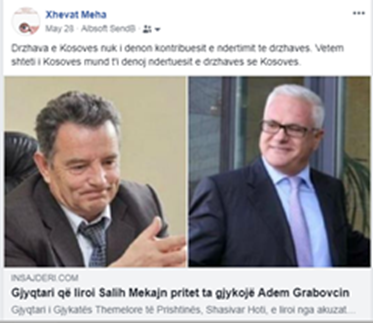 Xhevat Meha
May 28 · Aibsoft SendB ·
Drzhava e Kosoves nuk i denon kontribuesit e ndertimit te drzhaves. Vetem
shteti i Kosoves mund t'i denoj ndertuesit e drzhaves se Kosoves.
INSAJDERI.COM
Gjyqtari që liroi Salih Mekajn pritet ta gjykojë Adem Grabovcin
Gjyqtari i Gjykatës Themelore të Prishtinës, Shasivar Hoti, e liroi nga akuzat...